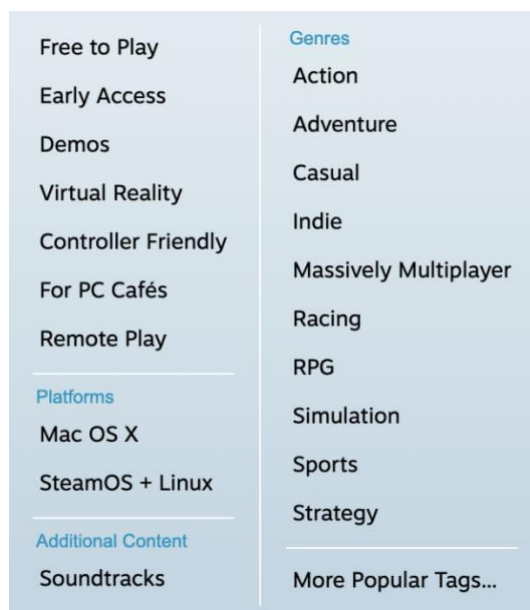 Free to Play
Early Access
Demos
Virtual Reality
Controller Friendly
For PC Cafés
Remote Play
Platforms
Mac OS X
SteamOS + Linux
Additional Content
Soundtracks
Genres
Action
Adventure
Casual
Indie
Massively Multiplayer
Racing
RPG
Simulation
Sports
Strategy
More Popular Tags...